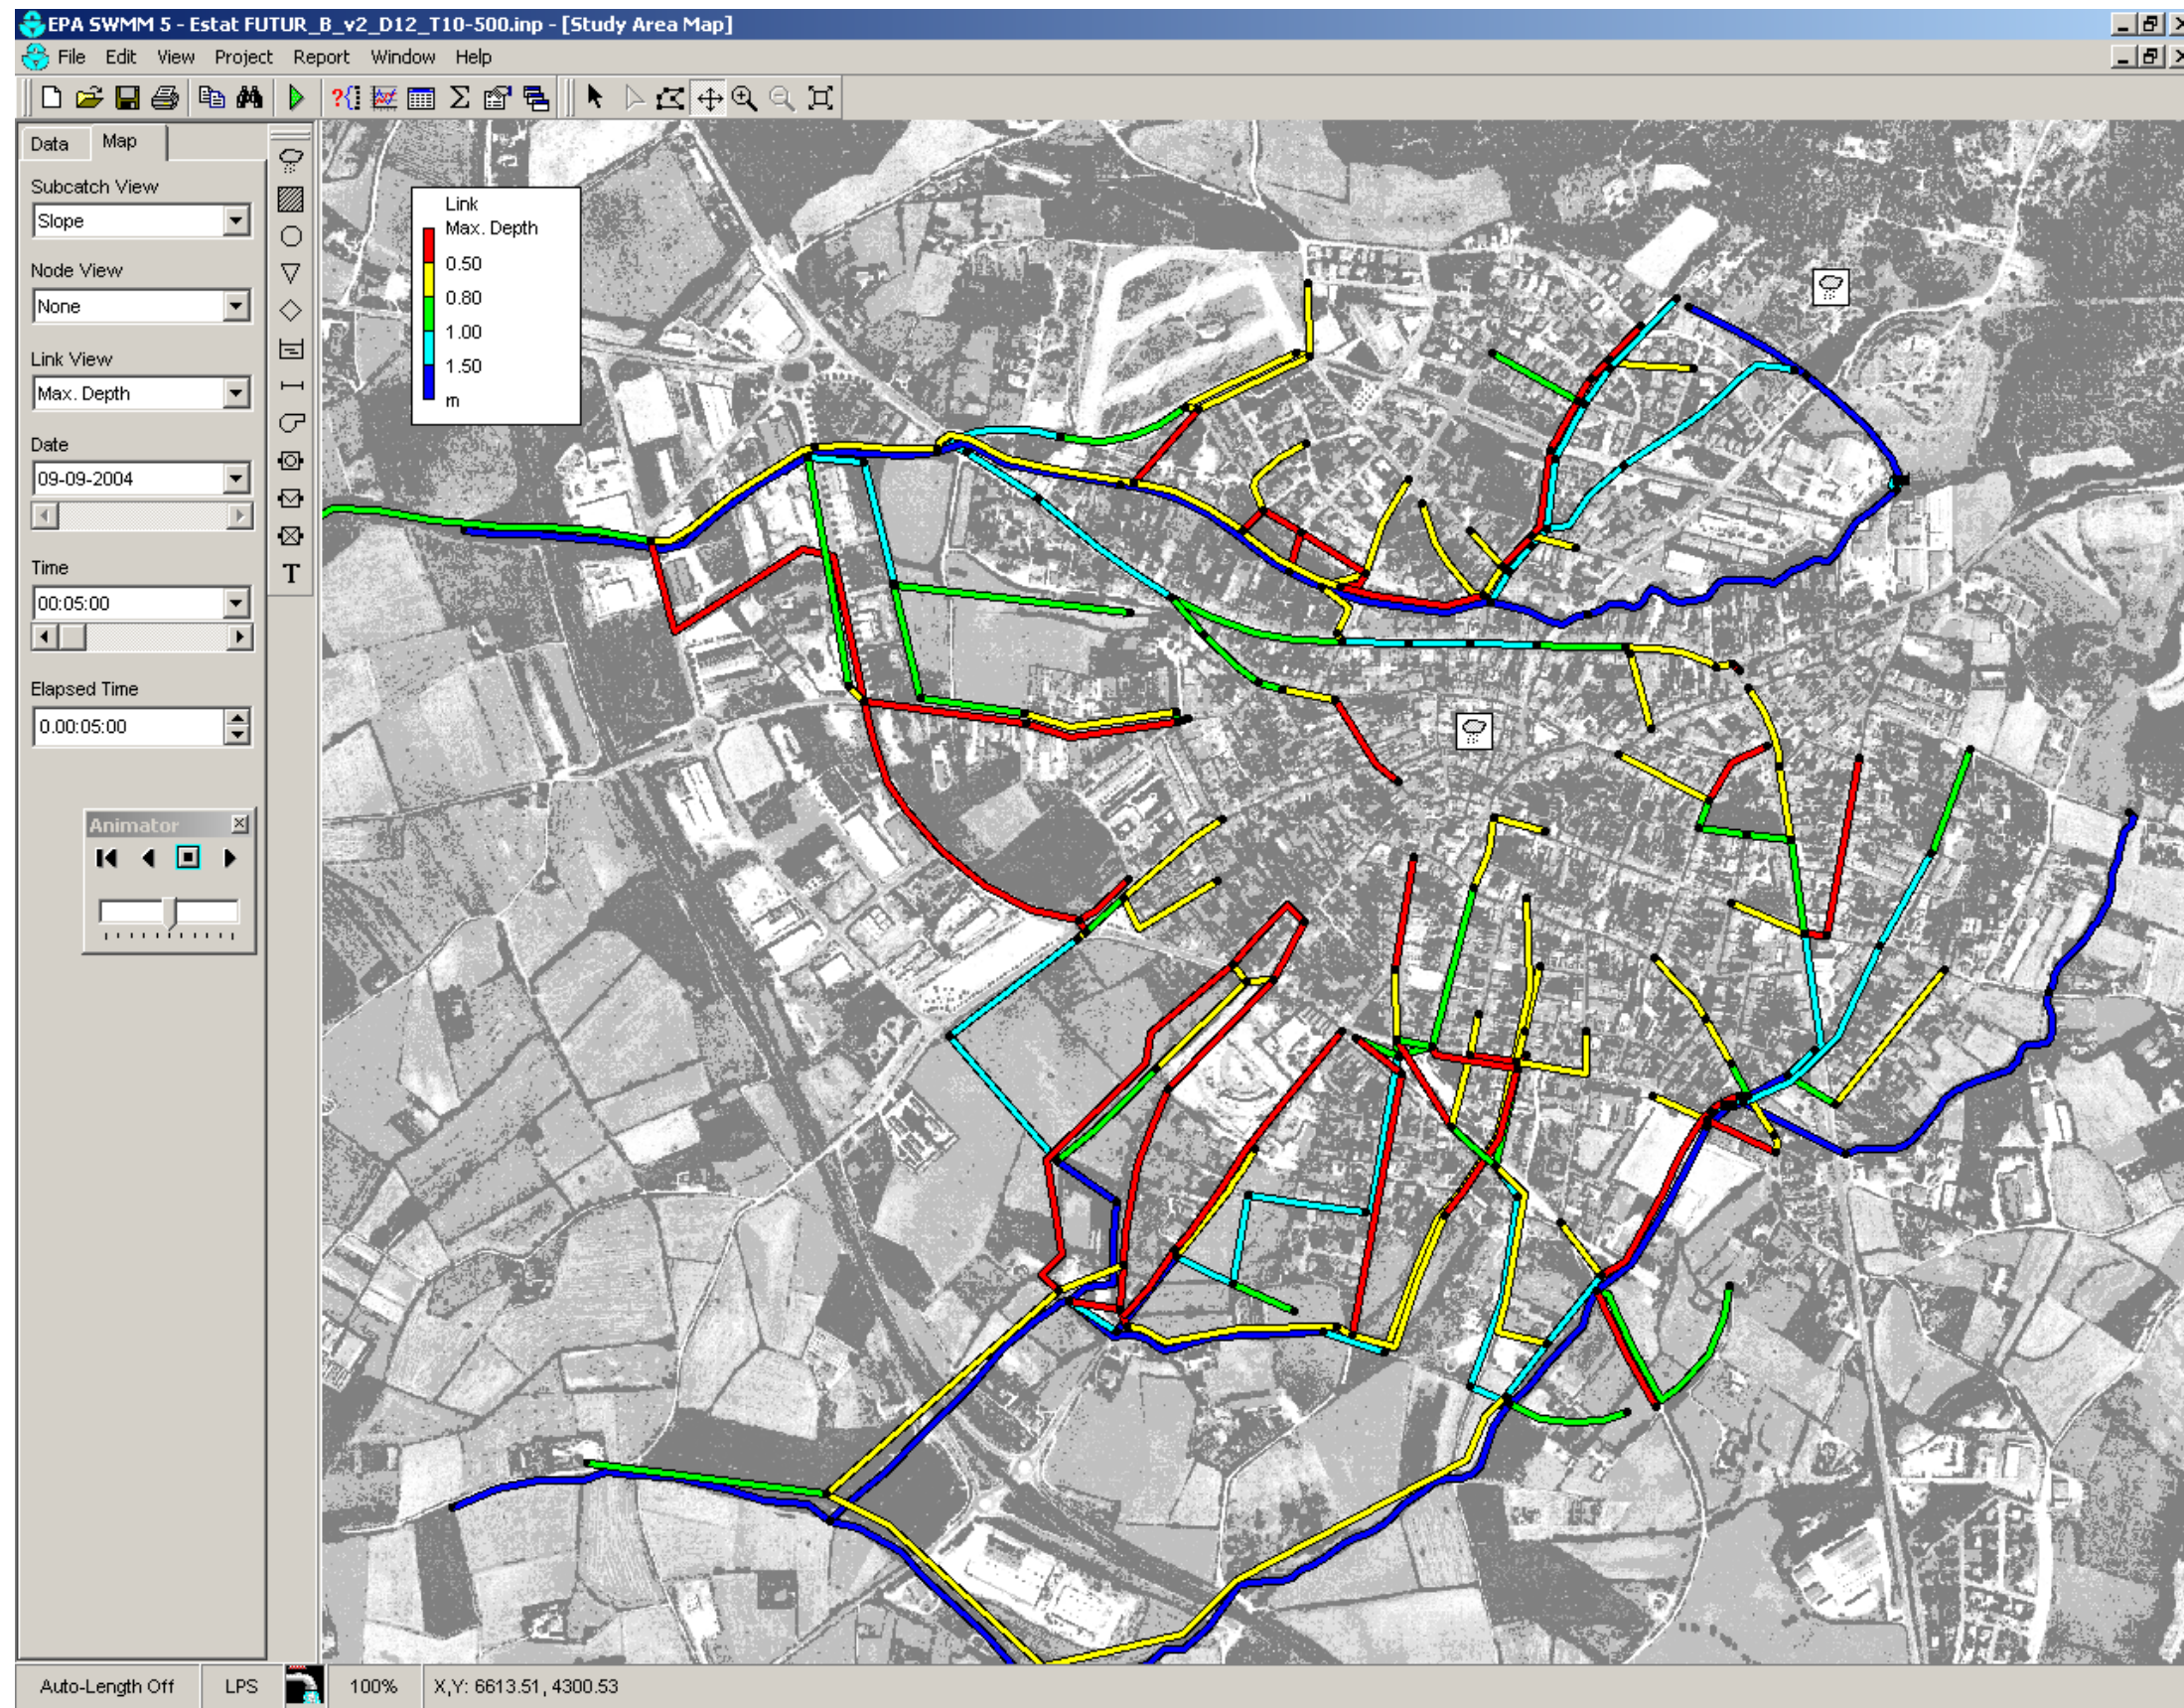 EPA SWMM 5 - Estat FUTUR_B_v2_D12_T10-500.inp - [Study Area Map]
File Edit View Project Report Window Help
Data Map
Subcatch View
Slope
Node View
None
Link View
Max. Depth
Date
09-09-2004
Time
00:05:00
Elapsed Time
0.00:05:00
Animator
T
Link
Max. Depth
0.50
0.80
1.00
1.50
m
Auto-Length Off LPS 100% X,Y: 6613.51, 4300.53